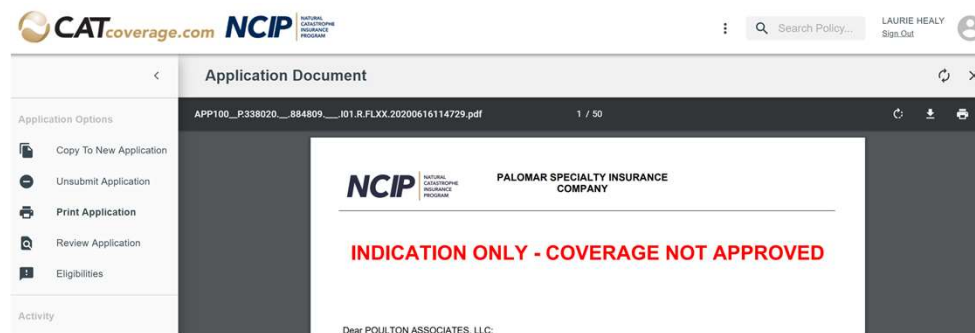 CATcoverage.com NCIP NATURAL CATASTROPHE INSURANCE PROGRAM
Search Policy...
LAURIE HEALY
Sign Out
Application Document
Application Options
APP100__P.338020.__.884809.___.I01.R.FLXX.20200616114729.pdf 1 / 50
Copy To New Application
Unsubmit Application
Print Application
Review Application
Eligibilities
Activity
NCIP NATURAL CATASTROPHE INSURANCE PROGRAM
PALOMAR SPECIALTY INSURANCE
COMPANY
INDICATION ONLY - COVERAGE NOT APPROVED
Dear POULTON ASSOCIATES, LLC: